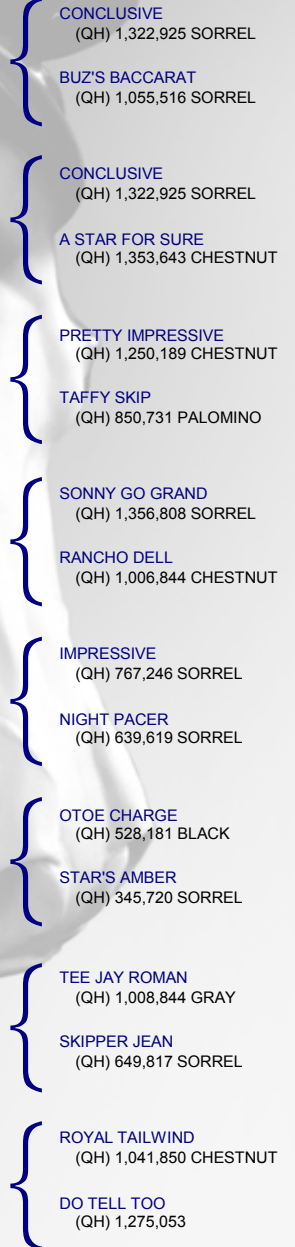 CONCLUSIVE
(QH) 1,322,925 SORREL
BUZ'S BACCARAT
(QH) 1,055,516 SORREL
CONCLUSIVE
(QH) 1,322,925 SORREL
A STAR FOR SURE
(QH) 1,353,643 CHESTNUT
PRETTY IMPRESSIVE
(QH) 1,250,189 CHESTNUT
TAFFY SKIP
(QH) 850,731 PALOMINO
SONNY GO GRAND
(QH) 1,356,808 SORREL
RANCHO DELL
(QH) 1,006,844 CHESTNUT
IMPRESSIVE
(QH) 767,246 SORREL
NIGHT PACER
(QH) 639,619 SORREL
OTOE CHARGE
(QH) 528,181 BLACK
STAR'S AMBER
(QH) 345,720 SORREL
TEE JAY ROMAN
(QH) 1,008,844 GRAY
SKIPPER JEAN
(QH) 649,817 SORREL
ROYAL TAILWIND
(QH) 1,041,850 CHESTNUT
DO TELL TOO
(QH) 1,275,053